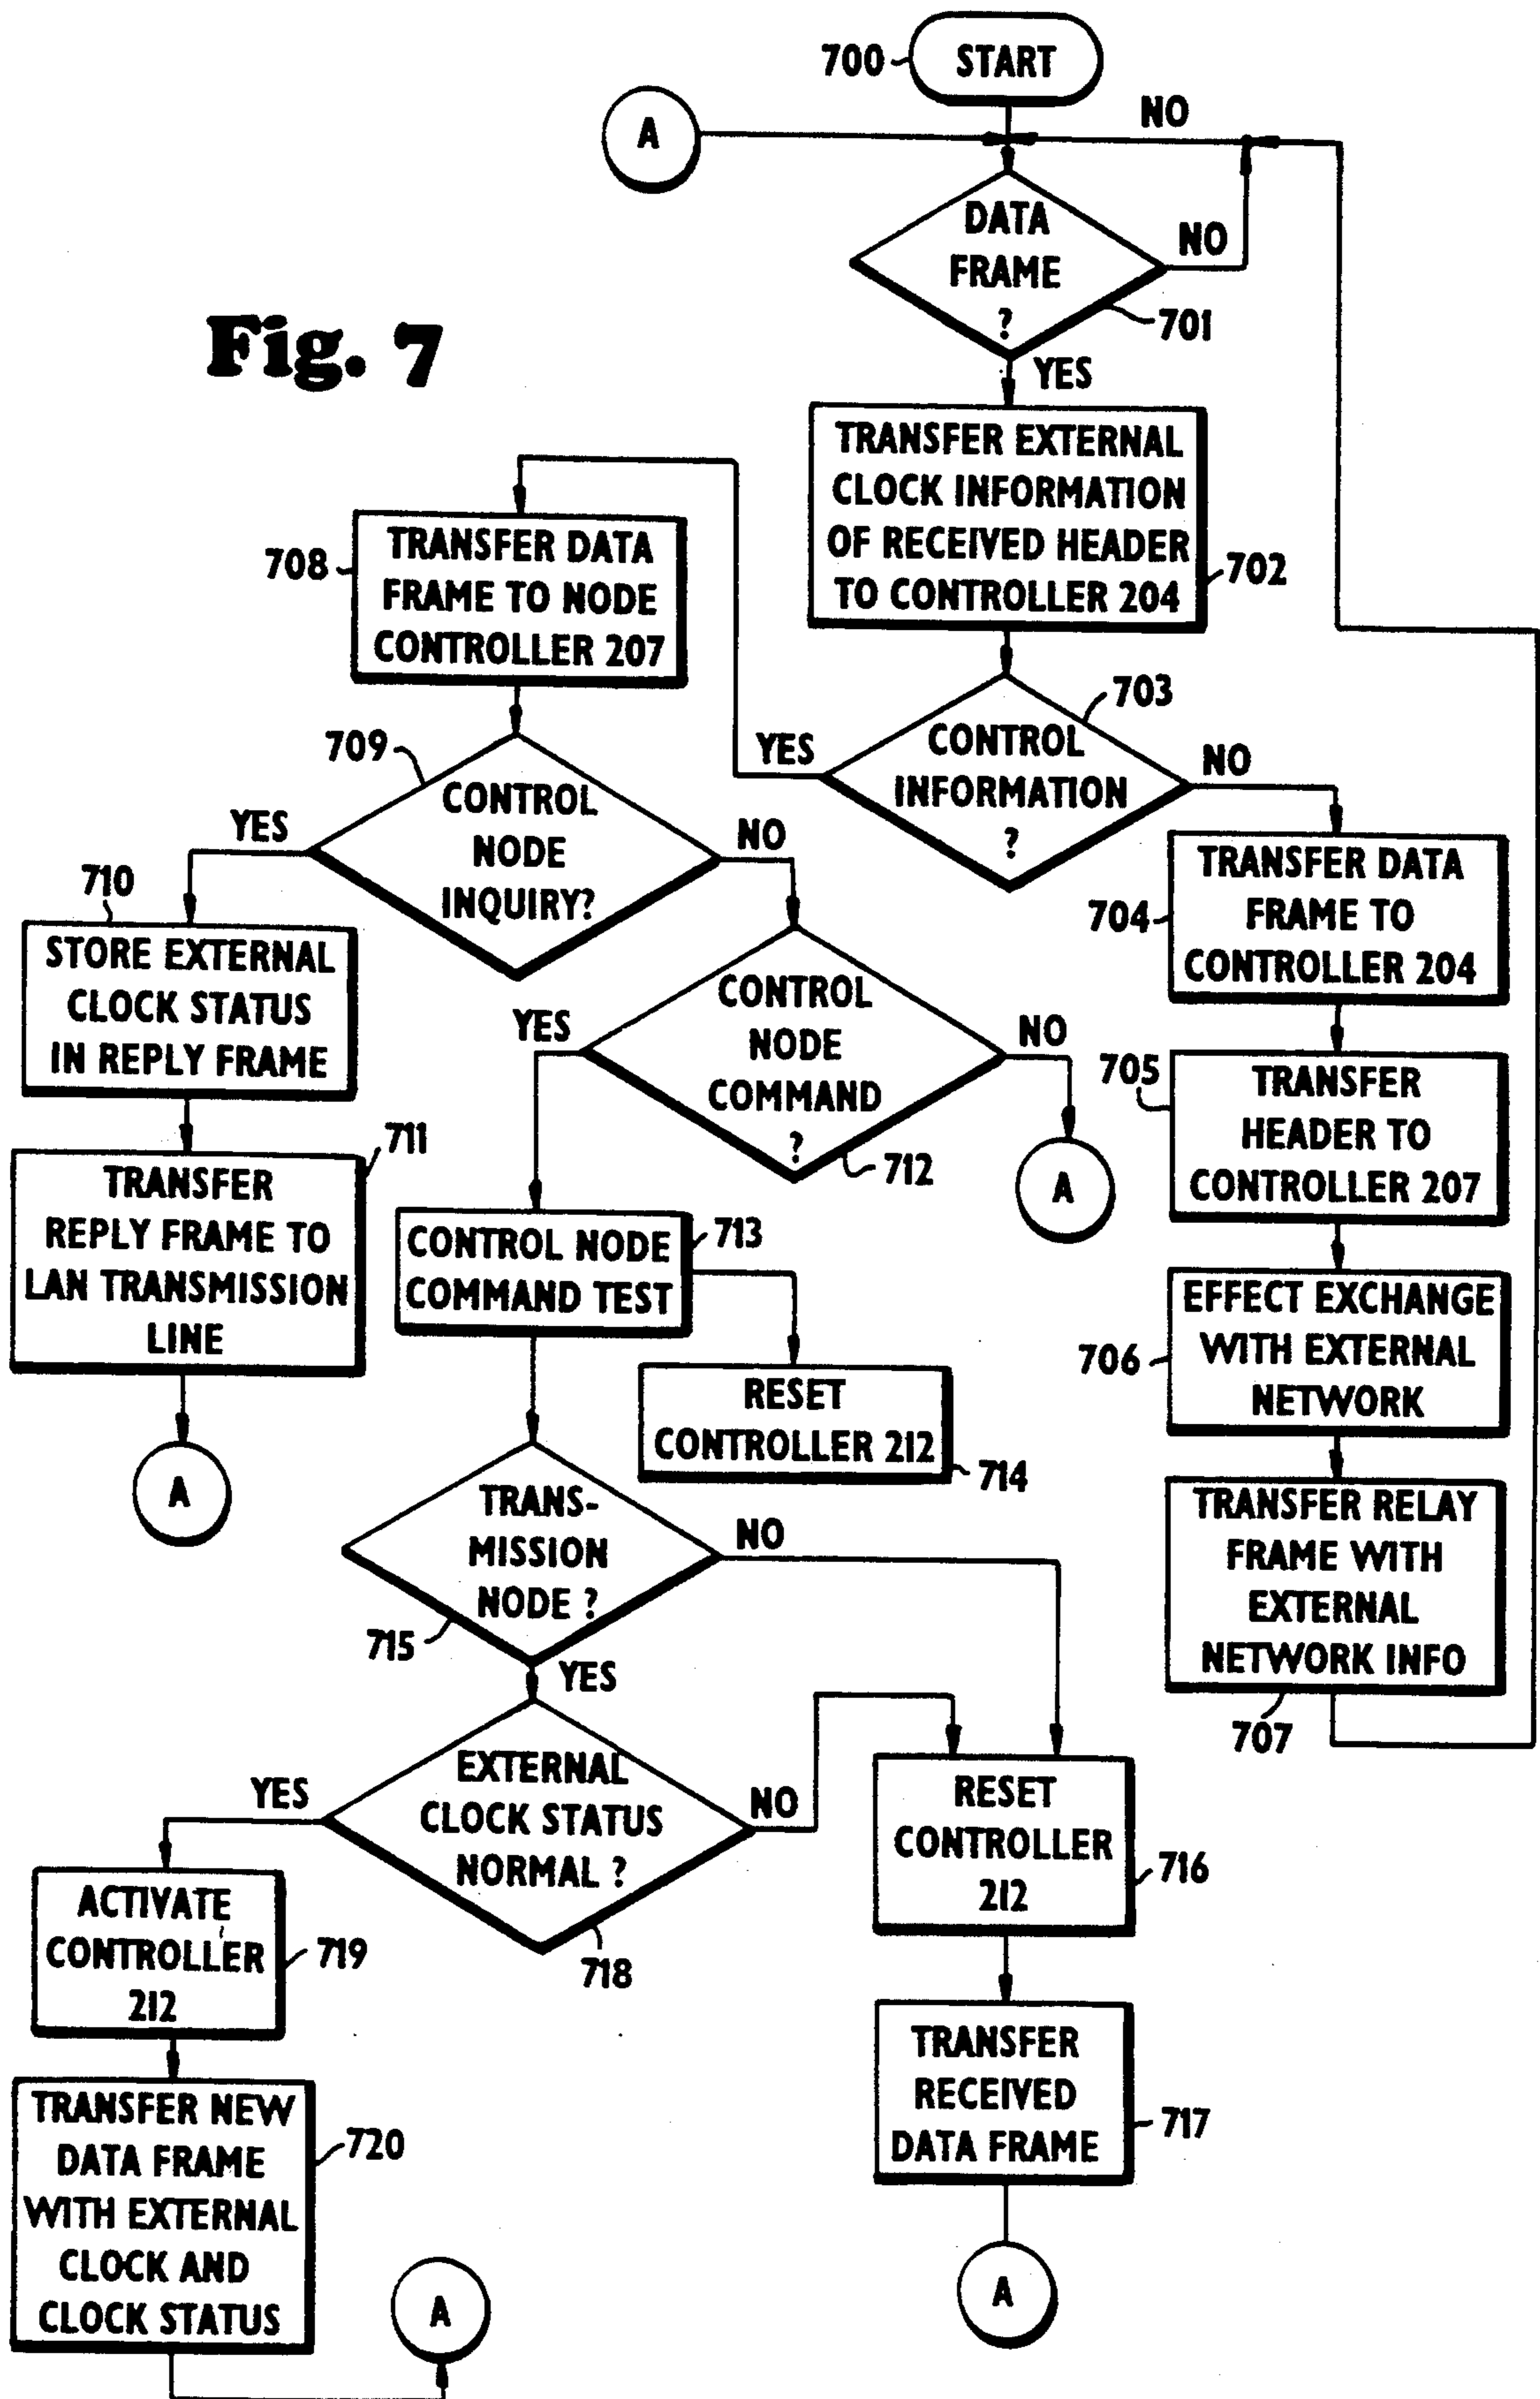 700
START
A
NO
DATA
FRAME
?
NO
701
Fig. 7
YES
TRANSFER EXTERNAL
CLOCK INFORMATION
OF RECEIVED HEADER
TO CONTROLLER 204
702
708
TRANSFER DATA
FRAME TO NODE
CONTROLLER 207
703
YES
CONTROL
INFORMATION
?
NO
709
CONTROL
NODE
INQUIRY?
YES
NO
704
TRANSFER DATA
FRAME TO
CONTROLLER 204
710
STORE EXTERNAL
CLOCK STATUS
IN REPLY FRAME
YES
CONTROL
NODE
COMMAND
?
NO
712
A
705
TRANSFER
HEADER TO
CONTROLLER 207
711
TRANSFER
REPLY FRAME TO
LAN TRANSMISSION
LINE
A
CONTROL NODE
COMMAND TEST
713
706
EFFECT EXCHANGE
WITH EXTERNAL
NETWORK
RESET
CONTROLLER 212
714
TRANS-
MISSION
NODE ?
NO
715
YES
TRANSFER RELAY
FRAME WITH
EXTERNAL
NETWORK INFO
707
YES
EXTERNAL
CLOCK STATUS
NORMAL ?
NO
718
RESET
CONTROLLER
212
716
ACTIVATE
CONTROLLER
212
719
TRANSFER
RECEIVED
DATA FRAME
717
TRANSFER NEW
DATA FRAME
WITH EXTERNAL
CLOCK AND
CLOCK STATUS
720
A
A